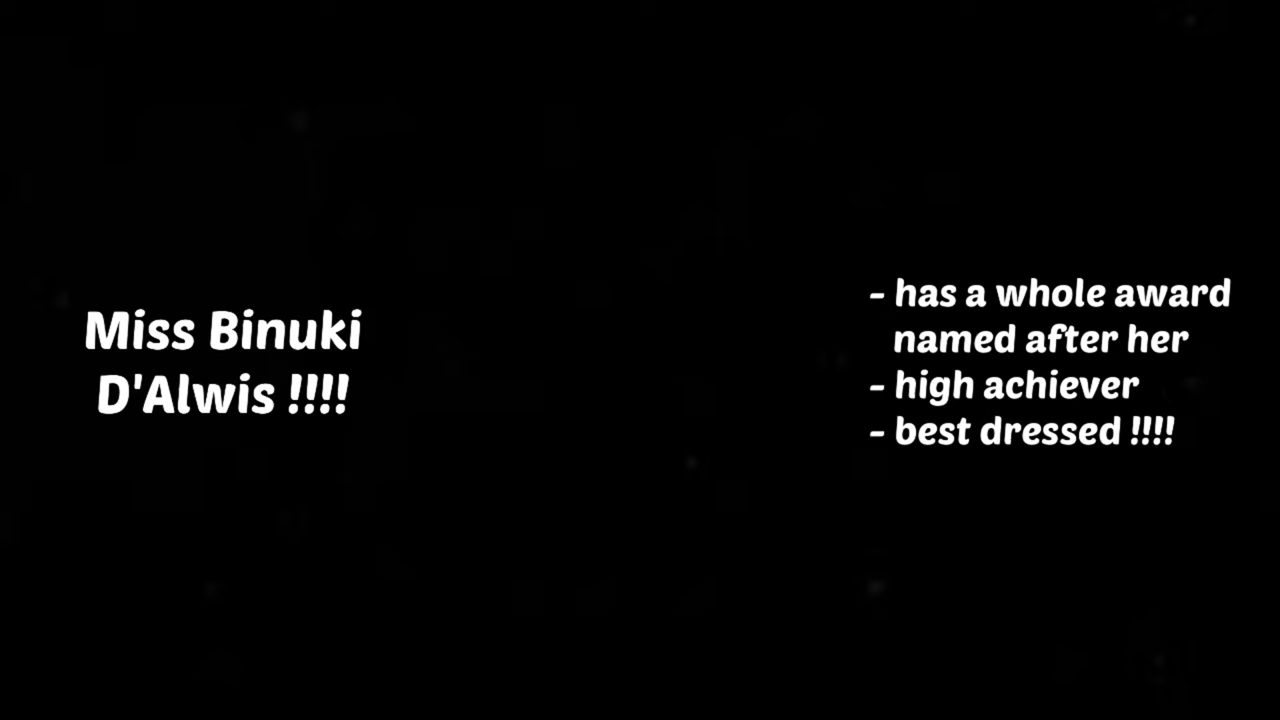 Miss Binuki
D'Alwis !!!!
- has a whole award
named after her
- high achiever
- best dressed !!!!